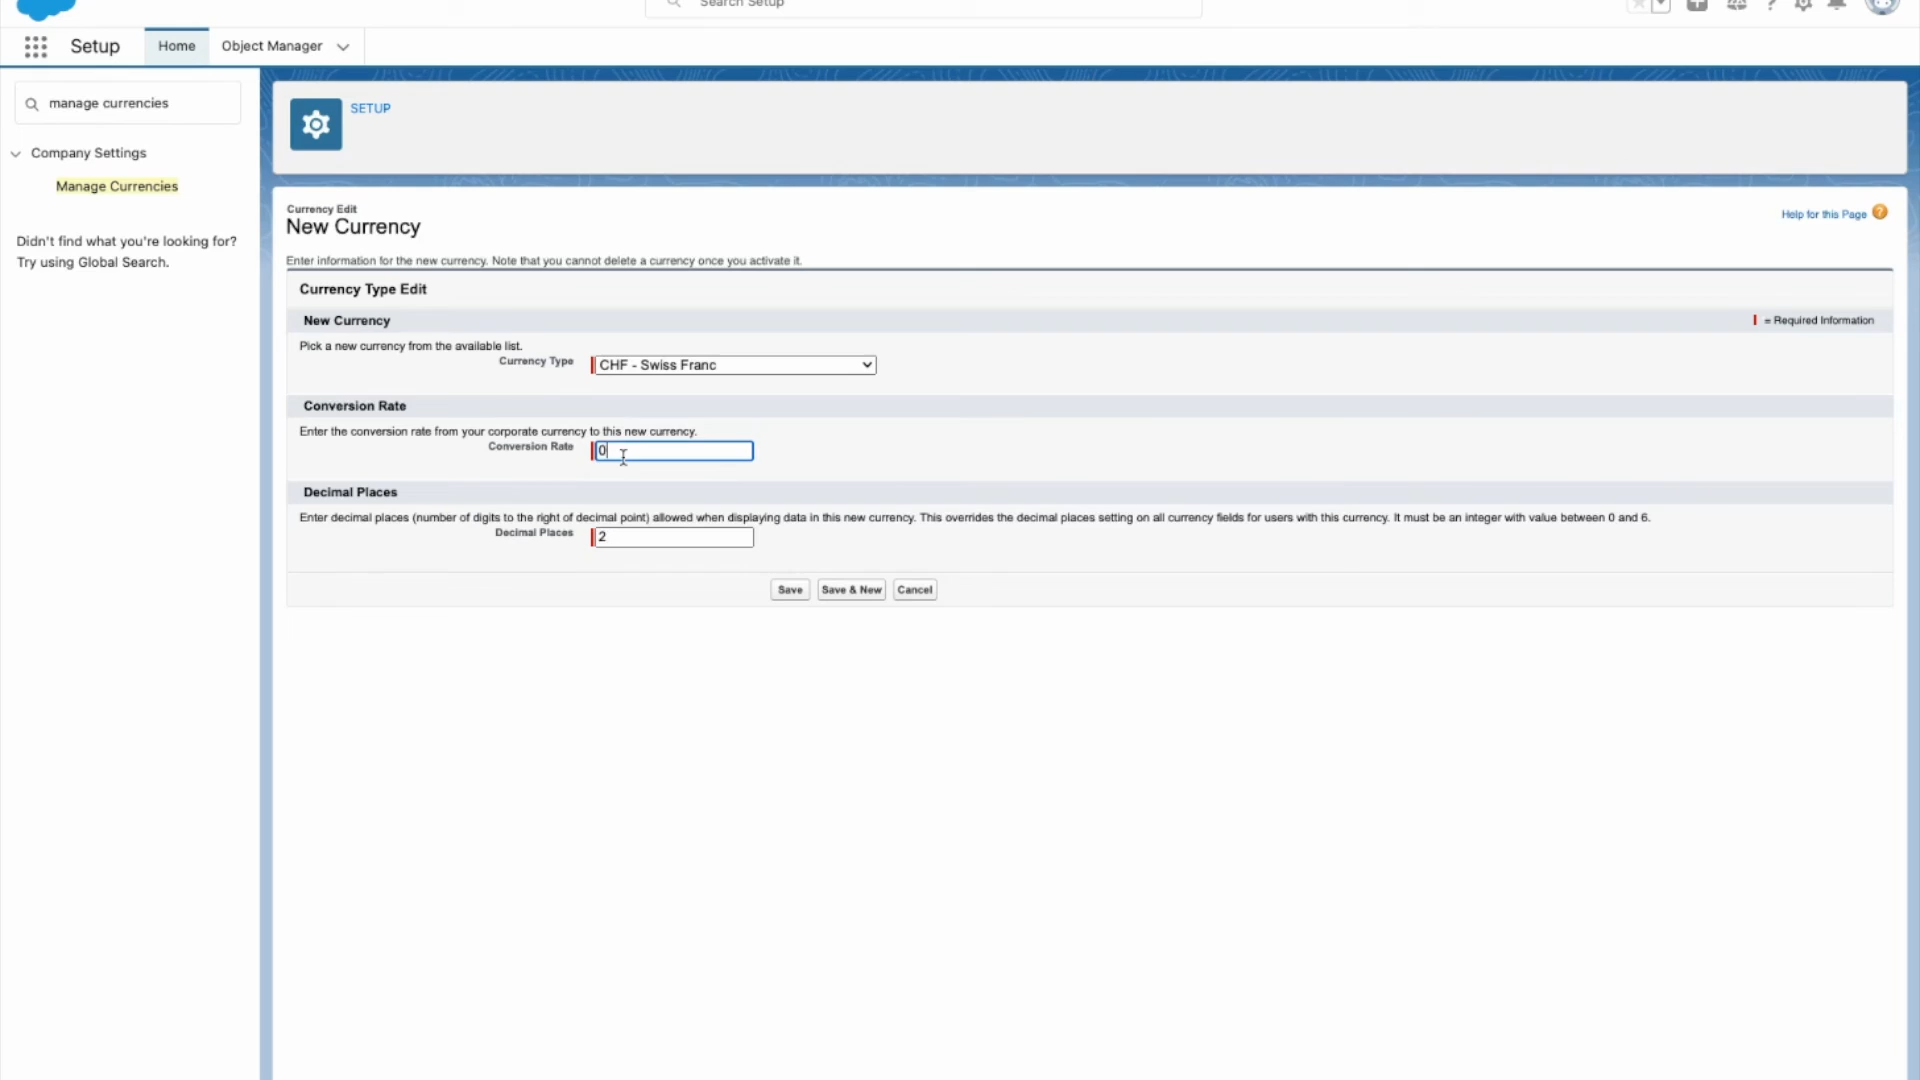 Search Setup
Setup
Home
Object Manager
manage currencies
Company Settings
Manage Currencies
Didn't find what you're looking for?
Try using Global Search.
SETUP
Currency Edit
New Currency
Help for this Page ?
Enter information for the new currency. Note that you cannot delete a currency once you activate it.
Currency Type Edit
New Currency
= Required Information
Pick a new currency from the available list.
Currency Type
CHF - Swiss Franc
Conversion Rate
Enter the conversion rate from your corporate currency to this new currency.
Conversion Rate
0
Decimal Places
Enter decimal places (number of digits to the right of decimal point) allowed when displaying data in this new currency. This overrides the decimal places setting on all currency fields for users with this currency. It must be an integer with value between 0 and 6.
Decimal Places
2
Save
Save & New
Cancel